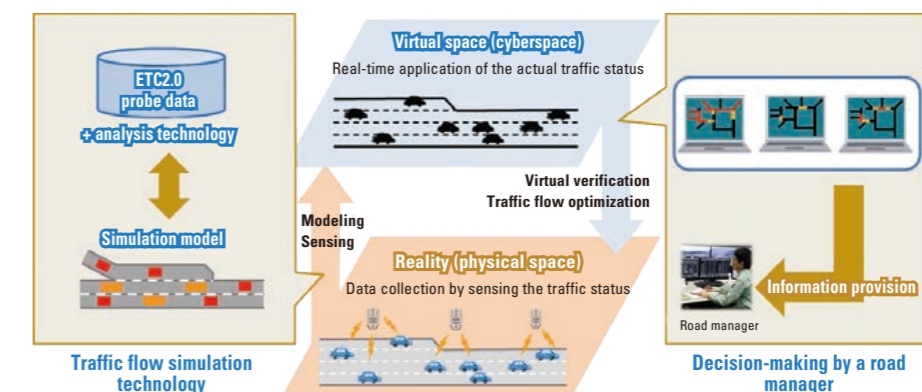 ETC2.0
probe data
+ analysis technology
Simulation model
Traffic flow simulation
technology
Virtual space (cyberspace)
Real-time application of the actual traffic status
Modeling
Sensing
Virtual verification
Traffic flow optimization
Reality (physical space)
Data collection by sensing the traffic status
Information provision
Road manager
Decision-making by a road
manager